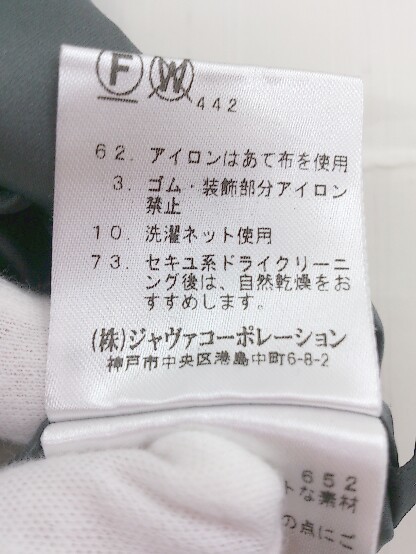 F W
442
62. アイロンはあて布を使用
3. ゴム・装飾部分アイロン
禁止
10. 洗濯ネット使用
73. セキユ系ドライクリーニ
ング後は、自然乾燥をお
すすめします。
(株)ジャヴァコーポレーション
神戸市中央区港島中町6-8-2
652
トな素材
の点にご